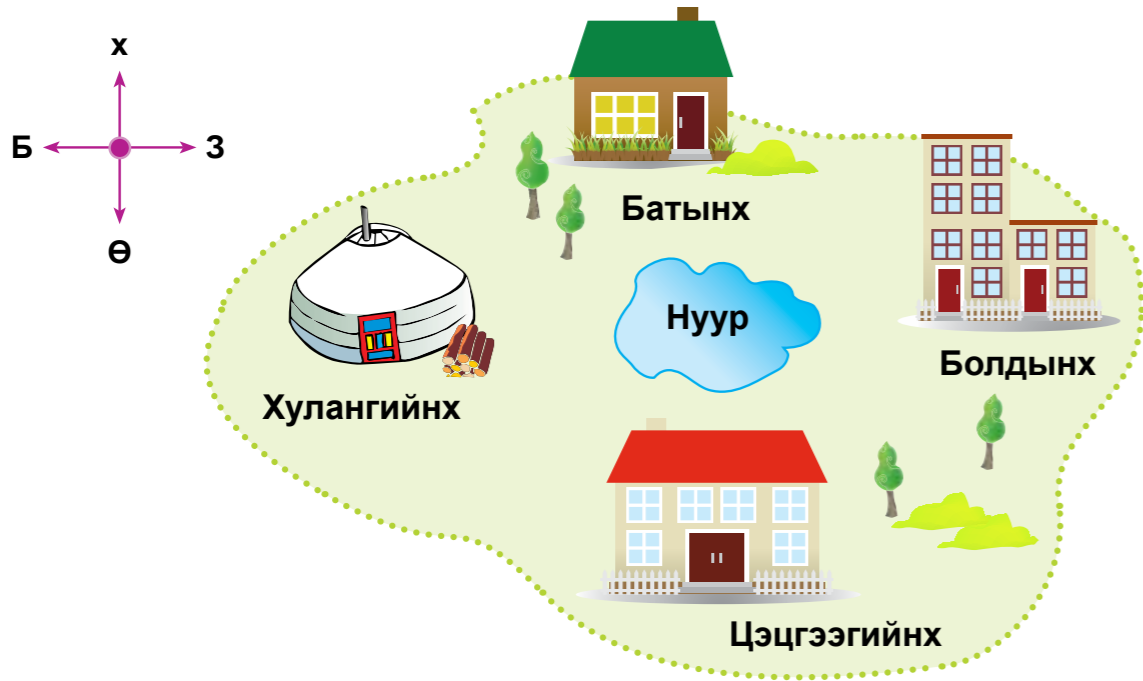 х
Б
З
Ө
Батынх
Нуур
Болдынх
Хулангийнх
Цэцгээгийнх